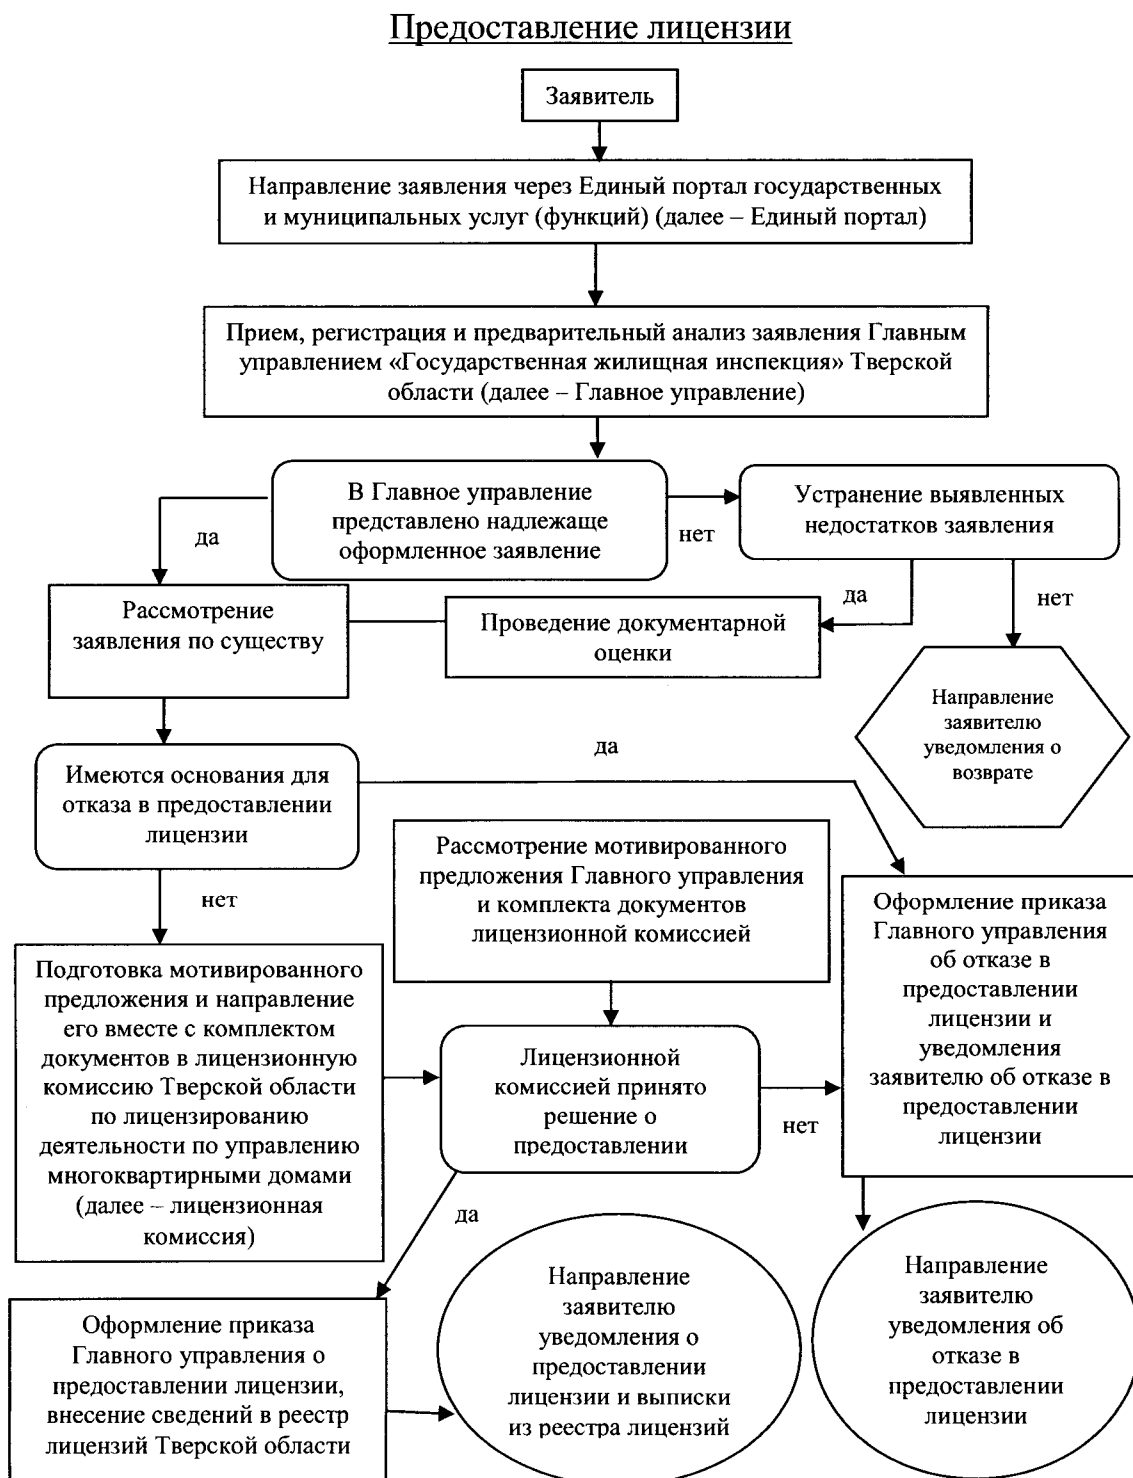 Предоставление лицензии
Заявитель
Направление заявления через Единый портал государственных
и муниципальных услуг (функций) (далее – Единый портал)
Прием, регистрация и предварительный анализ заявления Главным
управлением «Государственная жилищная инспекция» Тверской
области (далее – Главное управление)
В Главное управление
представлено надлежаще
оформленное заявление
Устранение выявленных
недостатков заявления
да
нет
да
нет
Рассмотрение
заявления по существу
Проведение документарной
оценки
Направление
заявителю
уведомления о
возврате
да
Имеются основания для
отказа в предоставлении
лицензии
нет
Рассмотрение мотивированного
предложения Главного управления
и комплекта документов
лицензионной комиссией
Оформление приказа
Главного управления
об отказе в
предоставлении
лицензии и
уведомления
заявителю об отказе в
предоставлении
лицензии
Подготовка мотивированного
предложения и направление
его вместе с комплектом
документов в лицензионную
комиссию Тверской области
по лицензированию
деятельности по управлению
многоквартирными домами
(далее – лицензионная
комиссия)
Лицензионной
комиссией принято
решение о
предоставлении
нет
да
Оформление приказа
Главного управления о
предоставлении лицензии,
внесение сведений в реестр
лицензий Тверской области
Направление
заявителю
уведомления о
предоставлении
лицензии и выписки
из реестра лицензий
Направление
заявителю
уведомления об
отказе в
предоставлении
лицензии